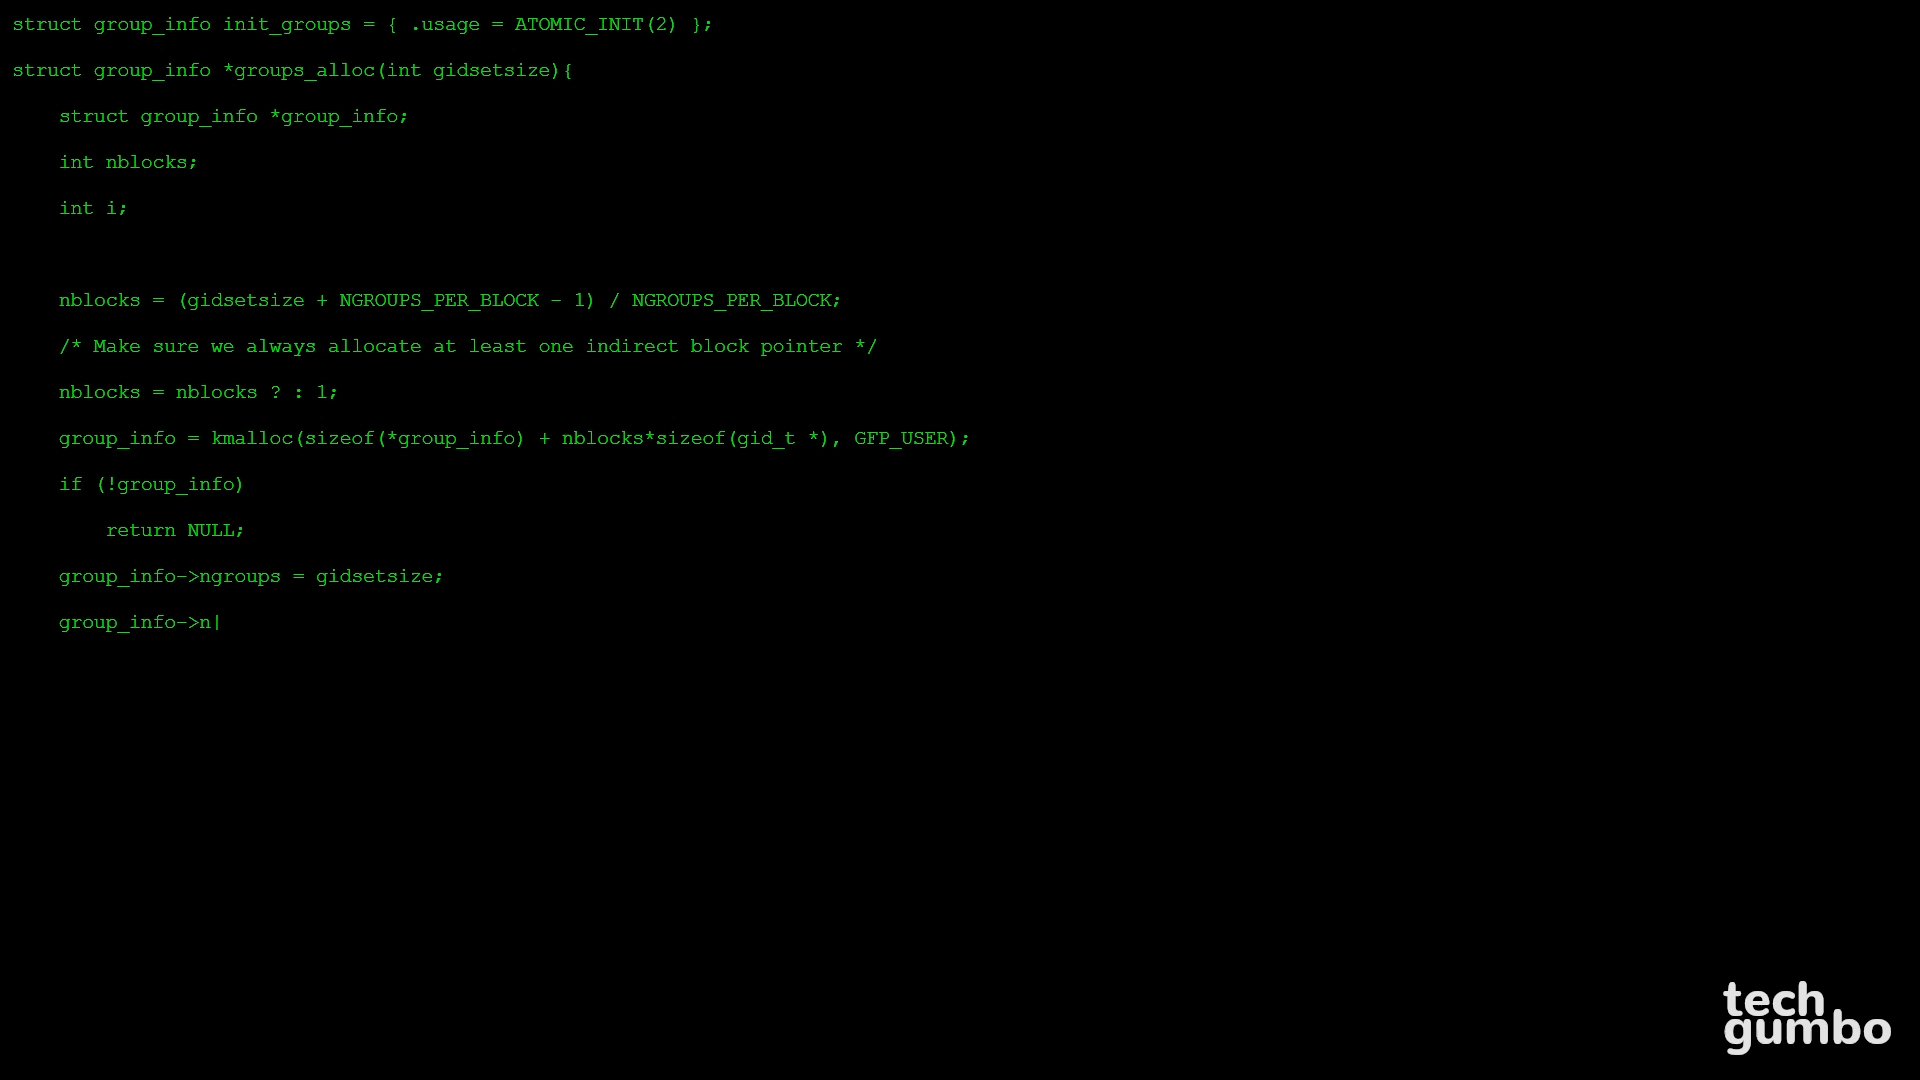 struct group_info init_groups = { .usage = ATOMIC_INIT(2) };
struct group_info *groups_alloc(int gidsetsize){
    struct group_info *group_info;
    int nblocks;
    int i;
    nblocks = (gidsetsize + NGROUPS_PER_BLOCK - 1) / NGROUPS_PER_BLOCK;
    /* Make sure we always allocate at least one indirect block pointer */
    nblocks = nblocks ? : 1;
    group_info = kmalloc(sizeof(*group_info) + nblocks*sizeof(gid_t *), GFP_USER);
    if (!group_info)
        return NULL;
    group_info->ngroups = gidsetsize;
    group_info->n|
tech
gumbo